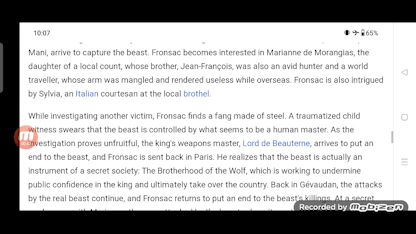 10:07
65%
Mani, arrive to capture the beast. Fronsac becomes interested in Marianne de Morangias, the
daughter of a local count, whose brother, Jean-François, was also an avid hunter and a world
traveller, whose arm was mangled and rendered useless while overseas. Fronsac is also intrigued
by Sylvia, an Italian courtesan at the local brothel.
While investigating another victim, Fronsac finds a fang made of steel. A traumatized child
witness swears that the beast is controlled by what seems to be a human master. As the
investigation proves unfruitful, the king's weapons master, Lord de Beauterne, arrives to put an
end to the beast, and Fronsac is sent back to Paris. He realizes that the beast is actually an
instrument of a secret society: The Brotherhood of the Wolf, which is working to undermine
public confidence in the king and ultimately take over the country. Back in Gévaudan, the attacks
by the real beast continue, and Fronsac returns to put an end to the beast's killings. At a secret
Recorded by MOBIZEN